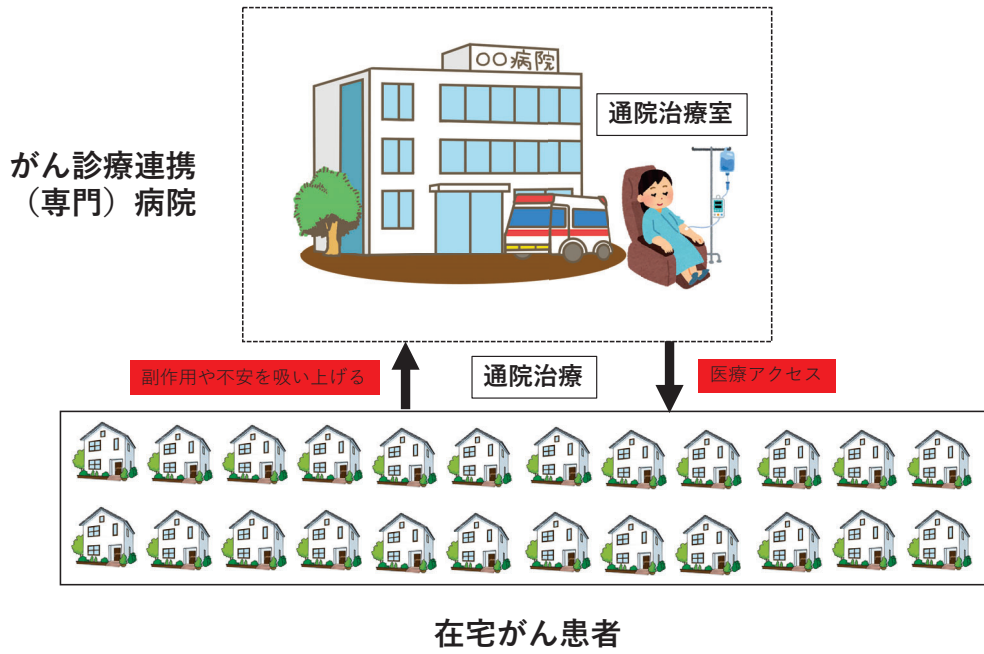 〇〇病院
通院治療室
がん診療連携
（専門）病院
副作用や不安を吸い上げる
通院治療
医療アクセス
在宅がん患者